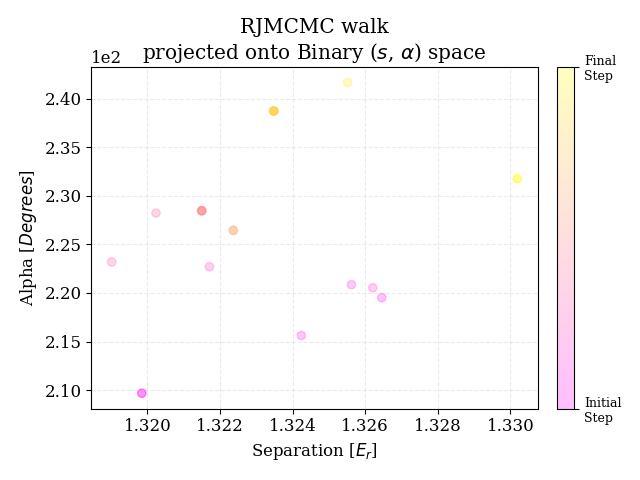 RJMCMC walk
projected onto Binary (s, α) space
1e2
2.40
2.35
2.30
2.25
2.20
2.15
2.10
Alpha [Degrees]
1.320 1.322 1.324 1.326 1.328 1.330
Separation [E_r]
Final
Step
Initial
Step